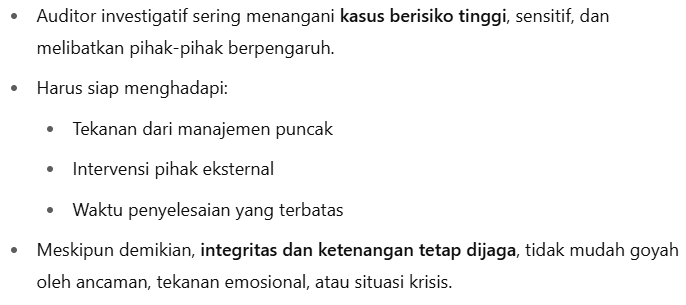 • Auditor investigatif sering menangani kasus berisiko tinggi, sensitif, dan
melibatkan pihak-pihak berpengaruh.
• Harus siap menghadapi:
• Tekanan dari manajemen puncak
• Intervensi pihak eksternal
• Waktu penyelesaian yang terbatas
• Meskipun demikian, integritas dan ketenangan tetap dijaga, tidak mudah goyah
oleh ancaman, tekanan emosional, atau situasi krisis.